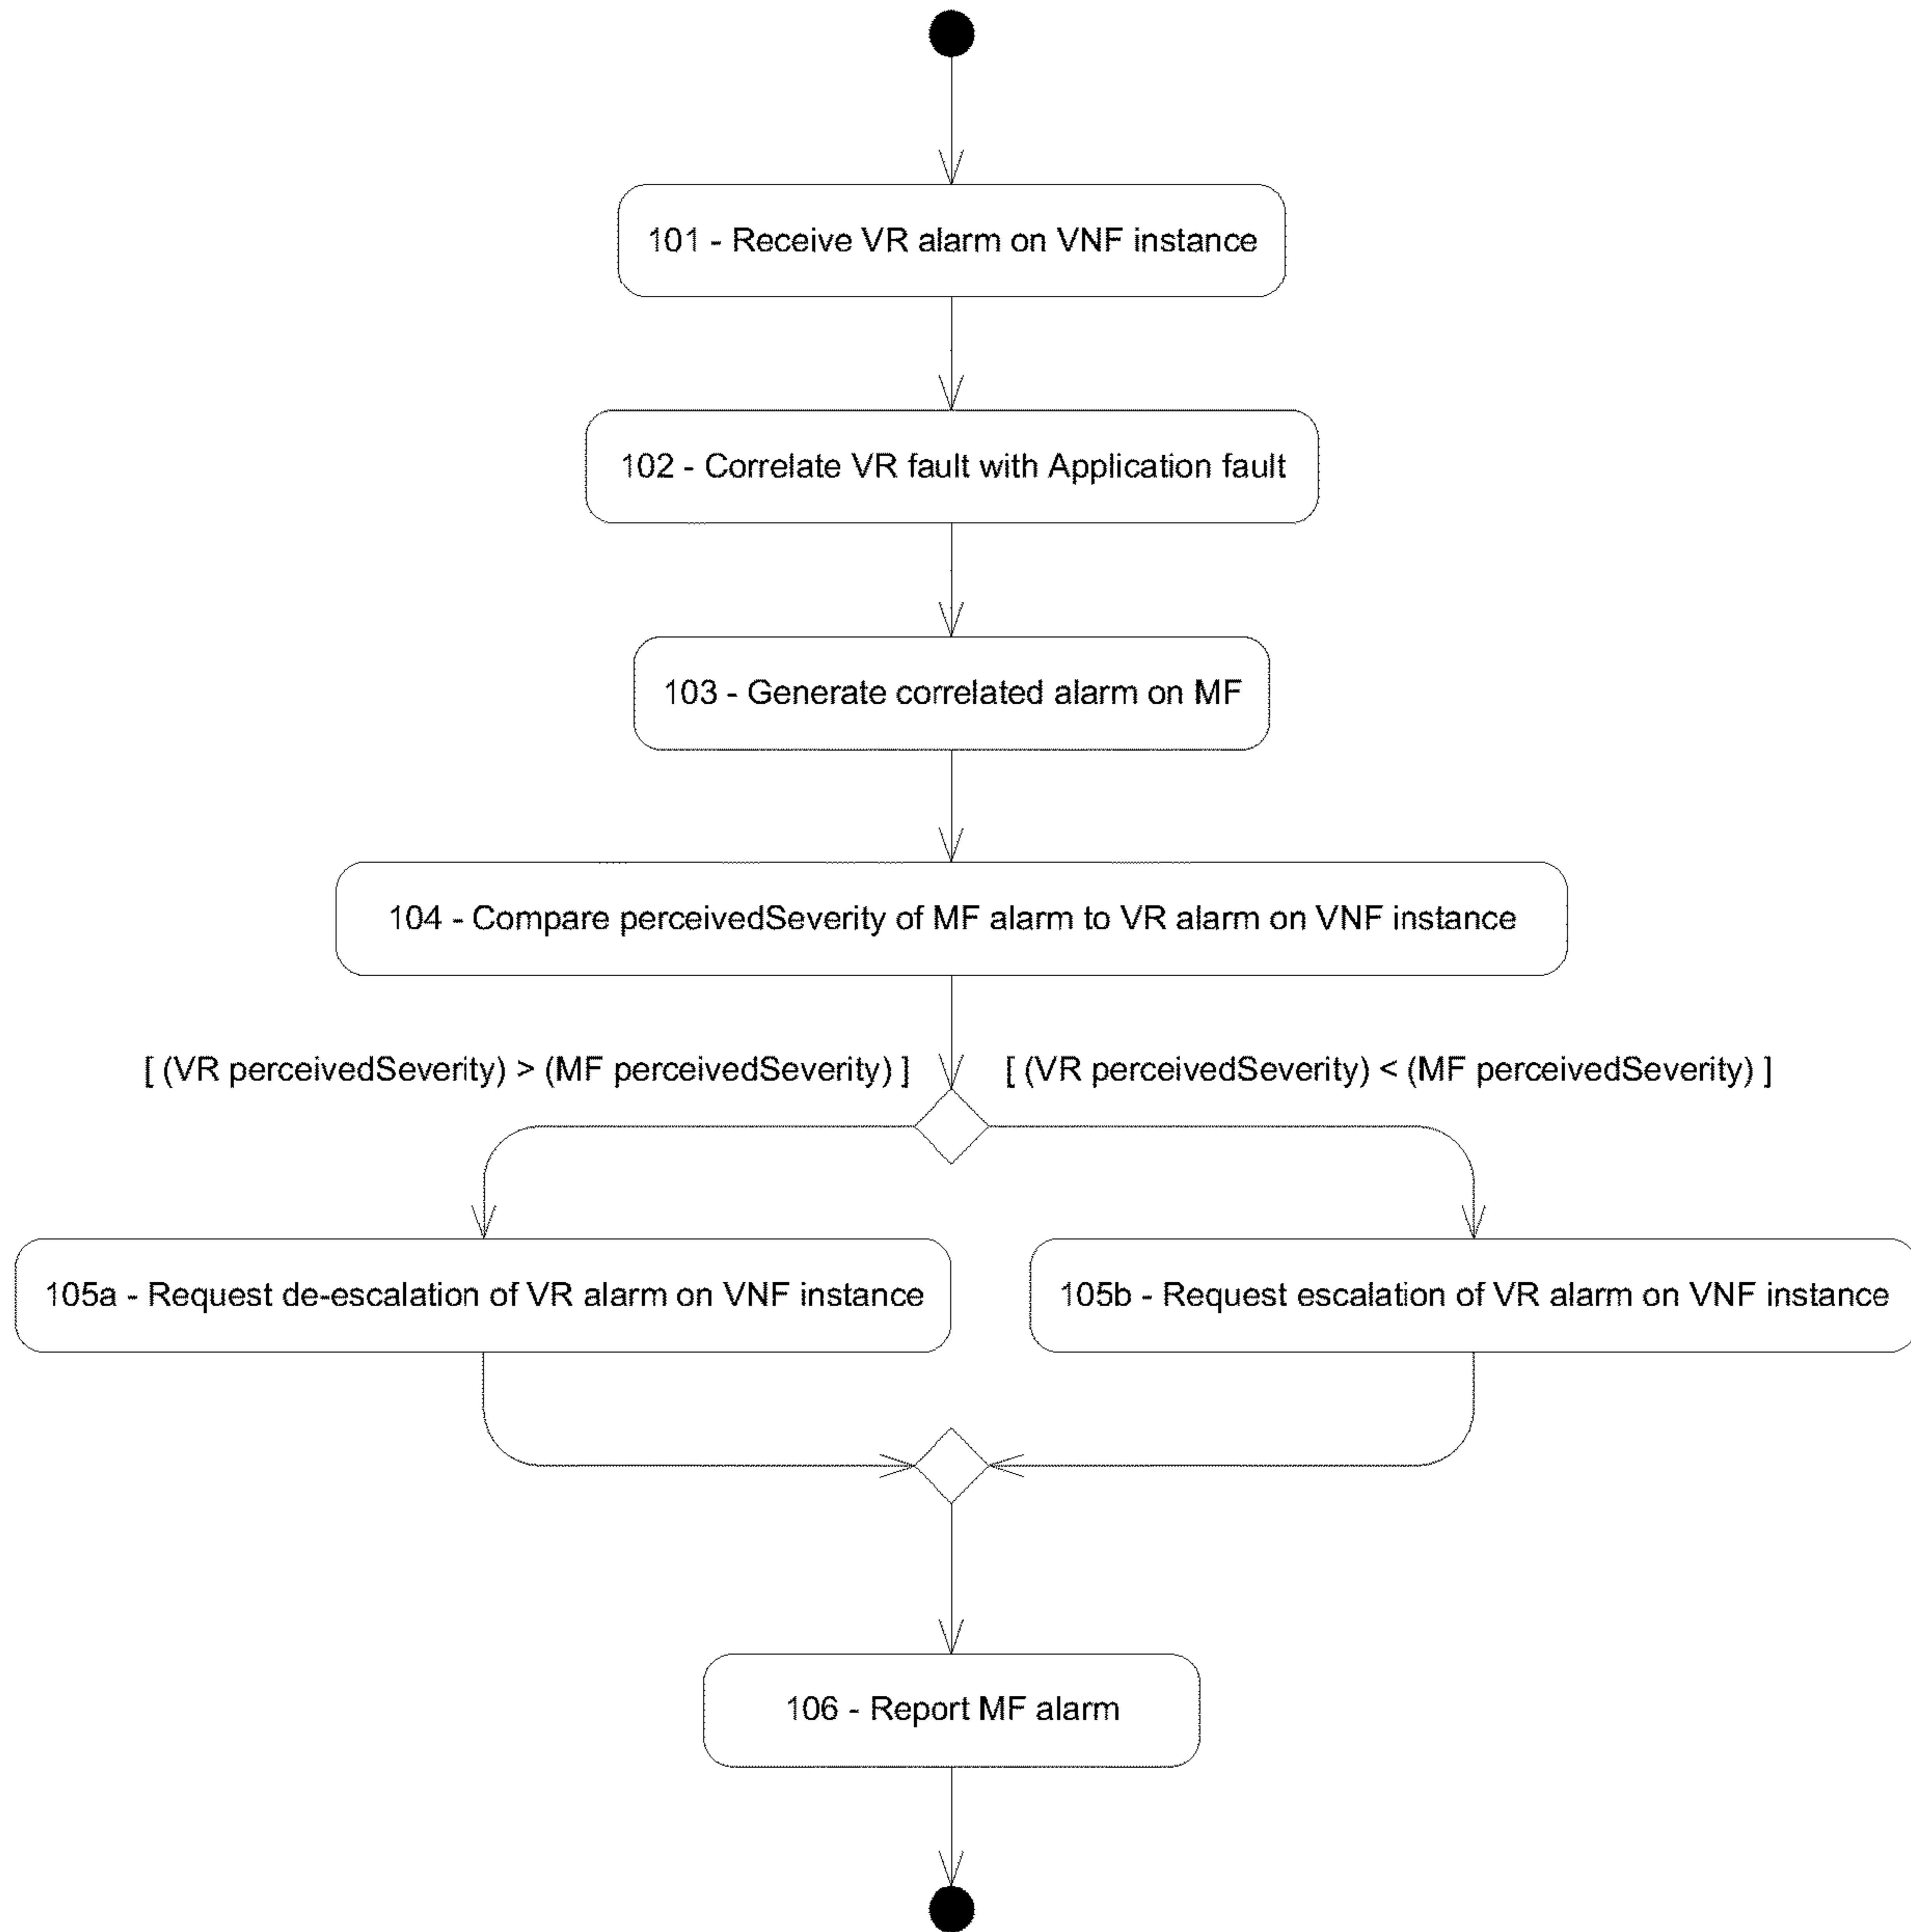 101 - Receive VR alarm on VNF instance
102 - Correlate VR fault with Application fault
103 - Generate correlated alarm on MF
104 - Compare perceivedSeverity of MF alarm to VR alarm on VNF instance
[ (VR perceivedSeverity) > (MF perceivedSeverity) ]
[ (VR perceivedSeverity) < (MF perceivedSeverity) ]
105a - Request de-escalation of VR alarm on VNF instance
105b - Request escalation of VR alarm on VNF instance
106 - Report MF alarm